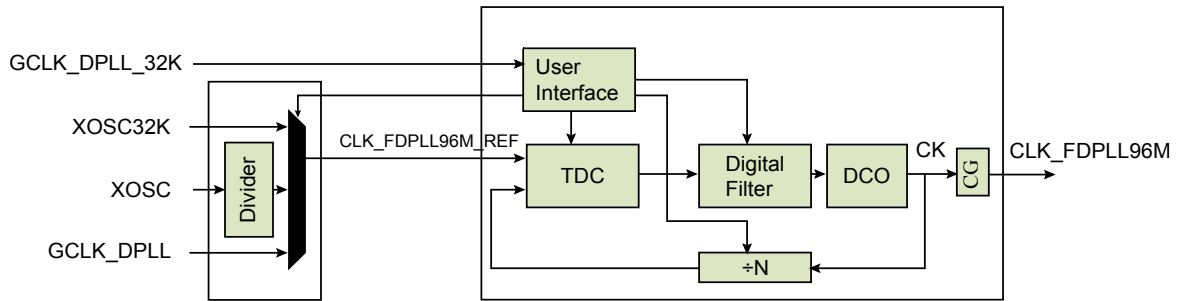 GCLK_DPLL_32K
XOSC32K
XOSC
GCLK_DPLL
Divider
CLK_FDPLL96M_REF
User
Interface
TDC
Digital
Filter
DCO
CK
CG
CLK_FDPLL96M
÷N